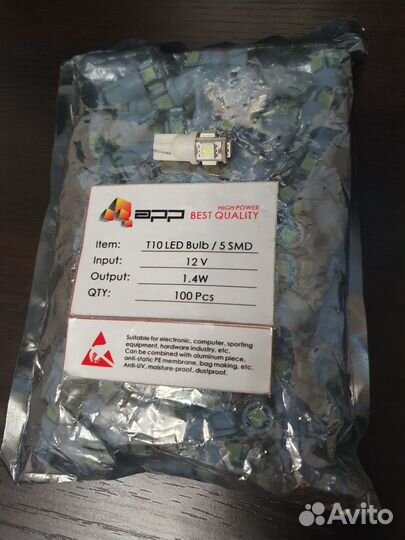 app
HIGH POWER
BEST QUALITY
Item: T10 LED Bulb / 5 SMD
Input: 12 V
Output: 1.4W
QTY: 100 Pcs
Suitable for electronic, computer, sporting
equipment, hardware industry, etc.
Can be combined with aluminum piece.
anti-static PE membrane, bag making, etc.
Anti-UV, moisture-proof, dustproof.
Avito